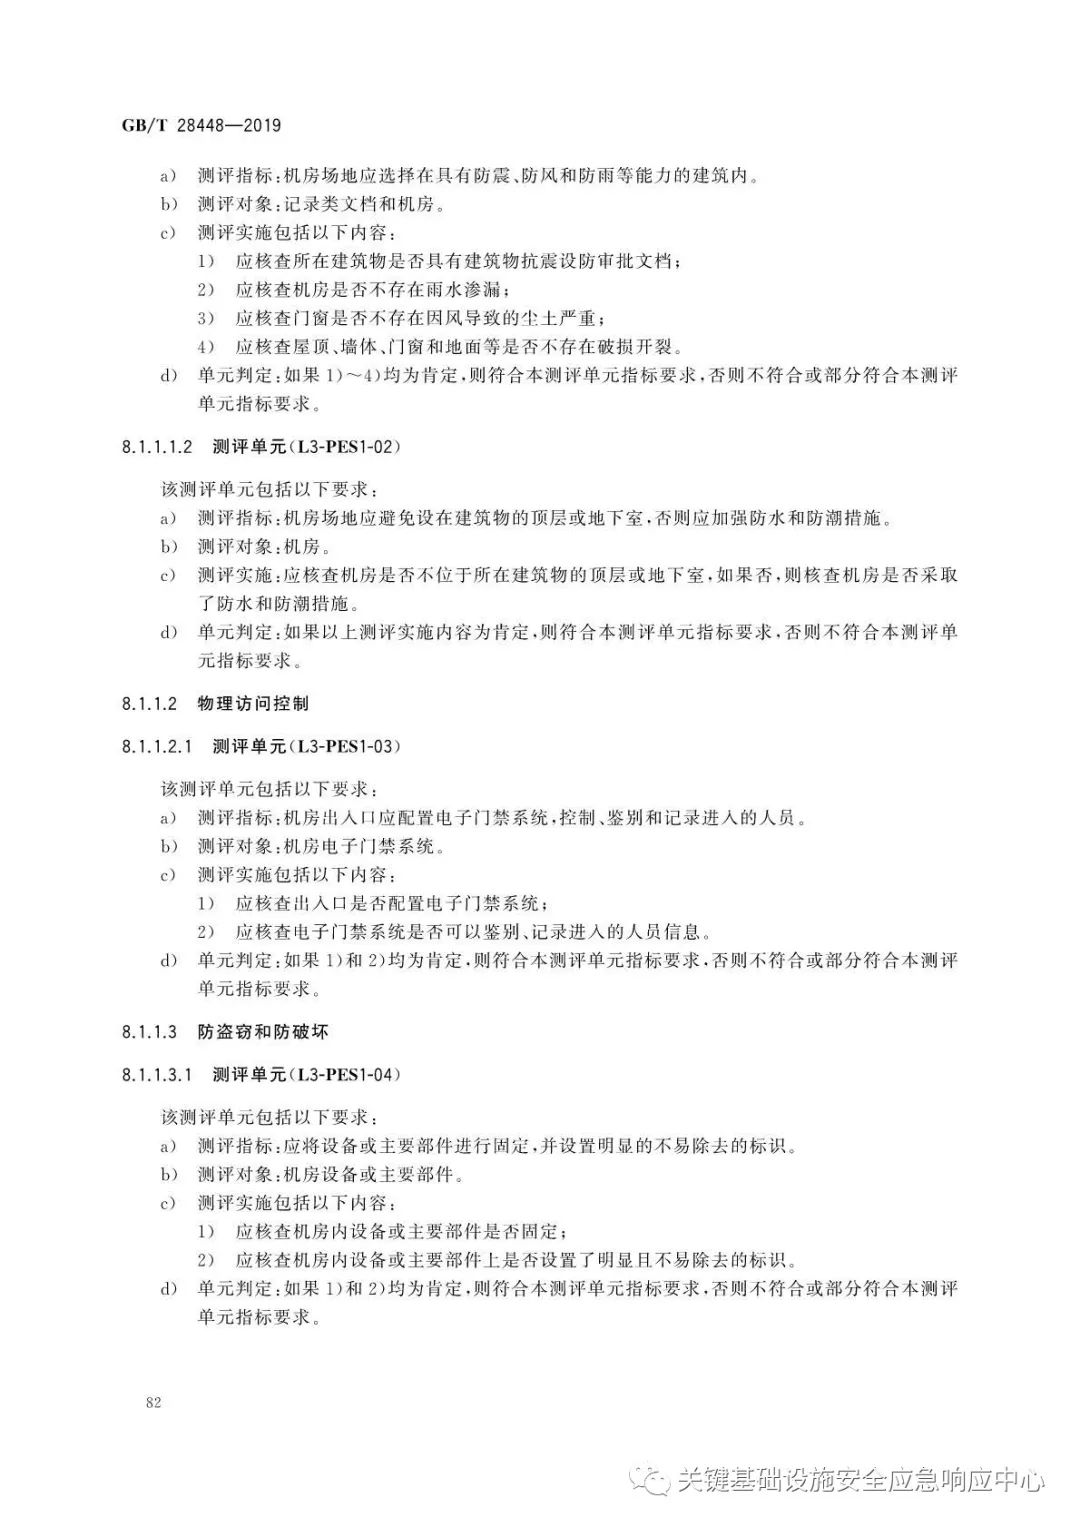 GB/T 28448—2019
a) 测评指标:机房场地应选择在具有防震、防风和防雨等能力的建筑内。
b) 测评对象:记录类文档和机房。
c) 测评实施包括以下内容:
1) 应核查所在建筑物是否具有建筑物抗震设防审批文档;
2) 应核查机房是否不存在雨水渗漏;
3) 应核查门窗是否不存在因风导致的尘土严重;
4) 应核查屋顶、墙体、门窗和地面等是否不存在破损开裂。
d) 单元判定:如果 1)~4)均为肯定,则符合本测评单元指标要求,否则不符合或部分符合本测评
单元指标要求。
8.1.1.1.2 测评单元(L3-PES1-02)
该测评单元包括以下要求:
a) 测评指标:机房场地应避免设在建筑物的顶层或地下室,否则应加强防水和防潮措施。
b) 测评对象:机房。
c) 测评实施:应核查机房是否不位于所在建筑物的顶层或地下室,如果否,则核查机房是否采取
了防水和防潮措施。
d) 单元判定:如果以上测评实施内容为肯定,则符合本测评单元指标要求,否则不符合本测评单
元指标要求。
8.1.1.2 物理访问控制
8.1.1.2.1 测评单元(L3-PES1-03)
该测评单元包括以下要求:
a) 测评指标:机房出入口应配置电子门禁系统,控制、鉴别和记录进入的人员。
b) 测评对象:机房电子门禁系统。
c) 测评实施包括以下内容:
1) 应核查出入口是否配置电子门禁系统;
2) 应核查电子门禁系统是否可以鉴别、记录进入的人员信息。
d) 单元判定:如果 1)和 2)均为肯定,则符合本测评单元指标要求,否则不符合或部分符合本测评
单元指标要求。
8.1.1.3 防盗窃和防破坏
8.1.1.3.1 测评单元(L3-PES1-04)
该测评单元包括以下要求:
a) 测评指标:应将设备或主要部件进行固定,并设置明显的不易除去的标识。
b) 测评对象:机房设备或主要部件。
c) 测评实施包括以下内容:
1) 应核查机房内设备或主要部件是否固定;
2) 应核查机房内设备或主要部件上是否设置了明显且不易除去的标识。
d) 单元判定:如果 1)和 2)均为肯定,则符合本测评单元指标要求,否则不符合或部分符合本测评
单元指标要求。
82
关键基础设施安全应急响应中心